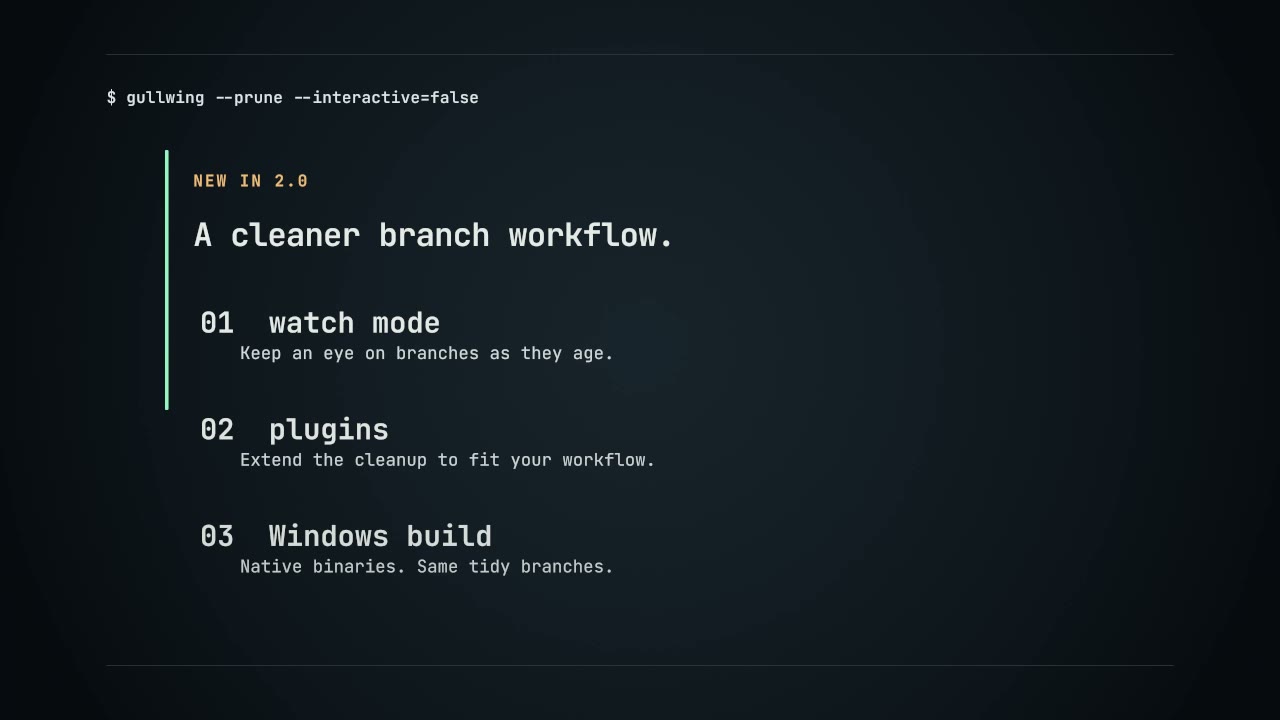 $ gullwing --prune --interactive=false
NEW IN 2.0
A cleaner branch workflow.
01 watch mode
Keep an eye on branches as they age.
02 plugins
Extend the cleanup to fit your workflow.
03 Windows build
Native binaries. Same tidy branches.